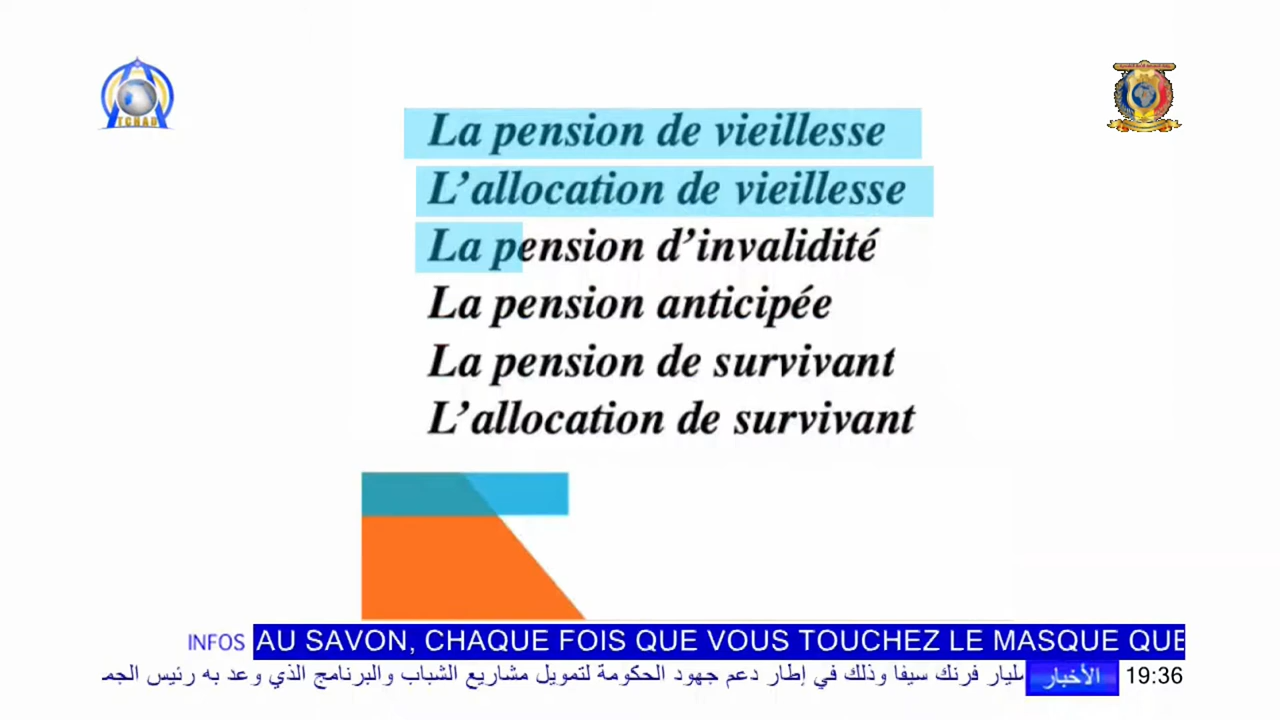 TCHAD
La pension de vieillesse
L’allocation de vieillesse
La pension d’invalidité
La pension anticipée
La pension de survivant
L’allocation de survivant
INFOS AU SAVON, CHAQUE FOIS QUE VOUS TOUCHEZ LE MASQUE QUE
الأخبار مليار فرنك سيفا وذلك في إطار دعم جهود الحكومة لتمويل مشاريع الشباب والبرنامج الذي وعد به رئيس الجم
19:36